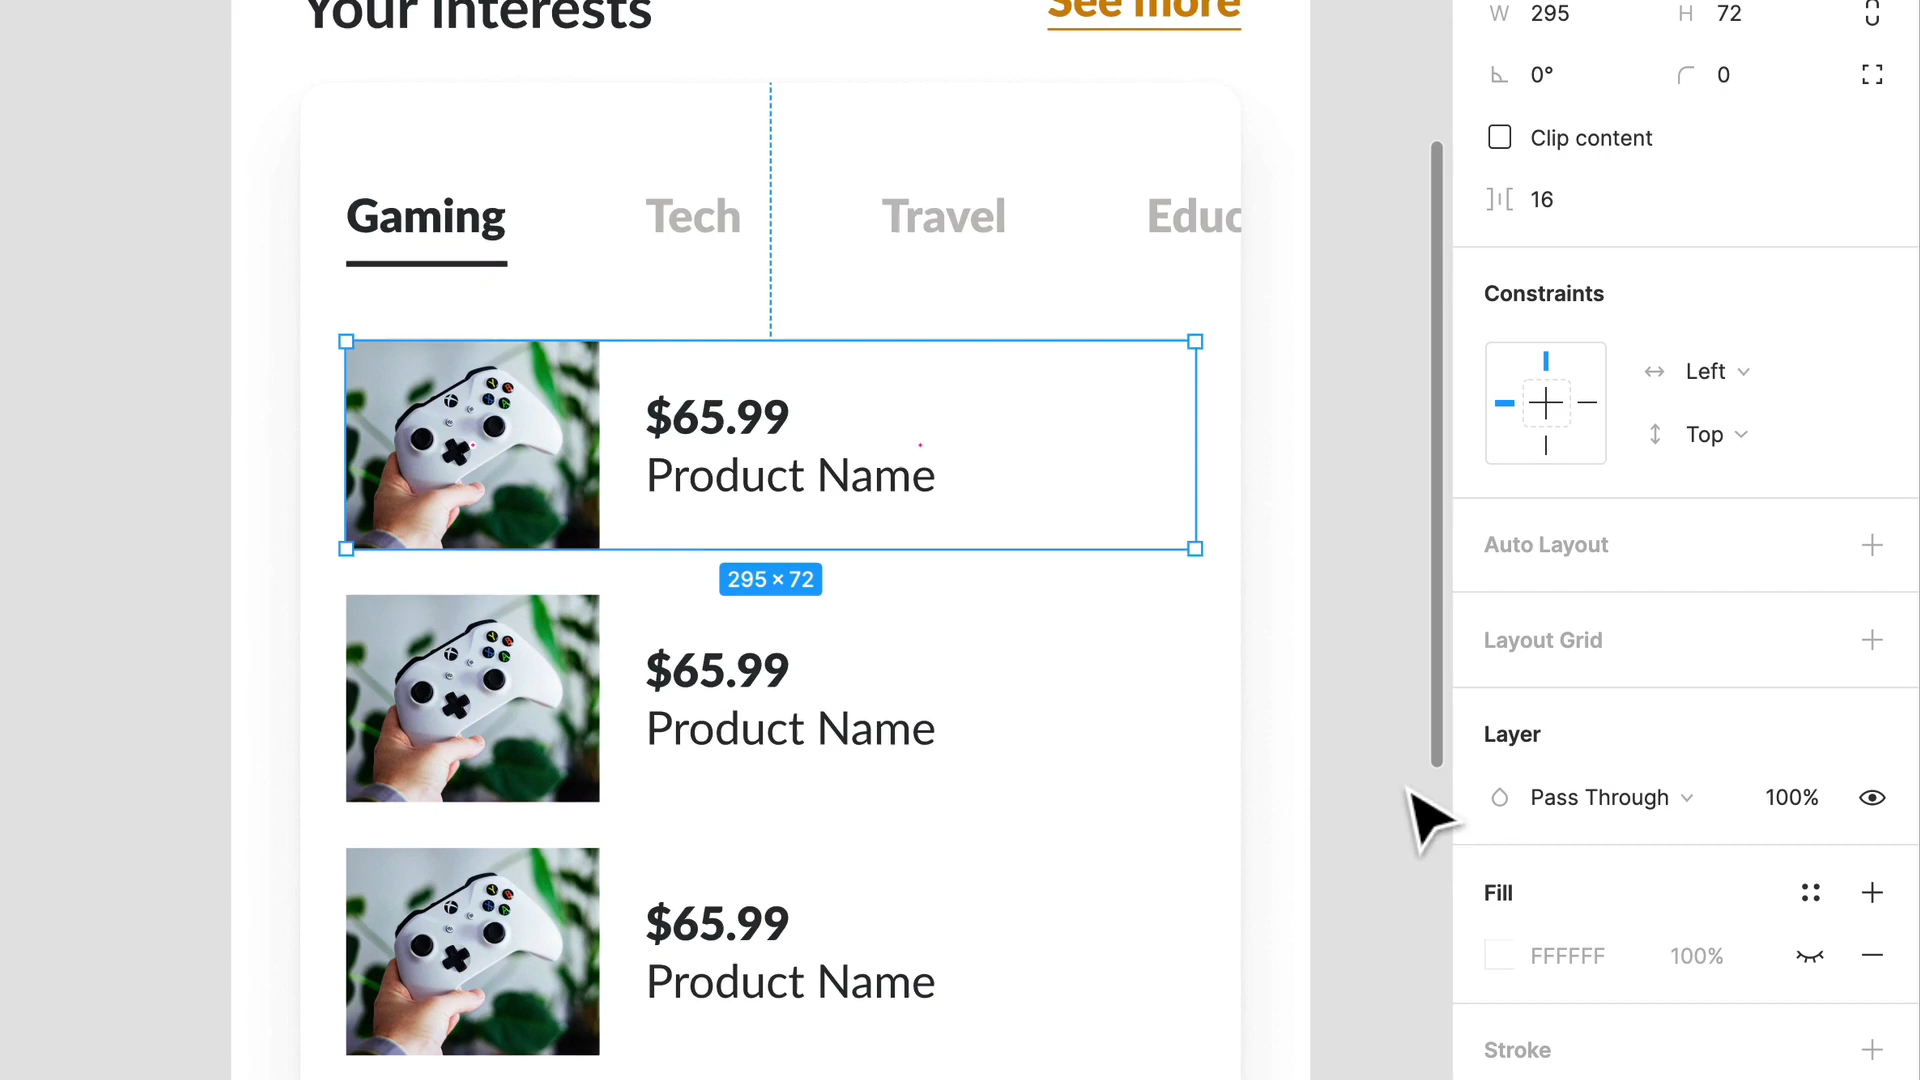 Your interests
See more
Gaming
Tech
Travel
Educ
$65.99
Product Name
295 × 72
$65.99
Product Name
$65.99
Product Name
W 295
H 72
0°
0
Clip content
16
Constraints
Left
Top
Auto Layout
Layout Grid
Layer
Pass Through
100%
Fill
FFFFFF
100%
Stroke